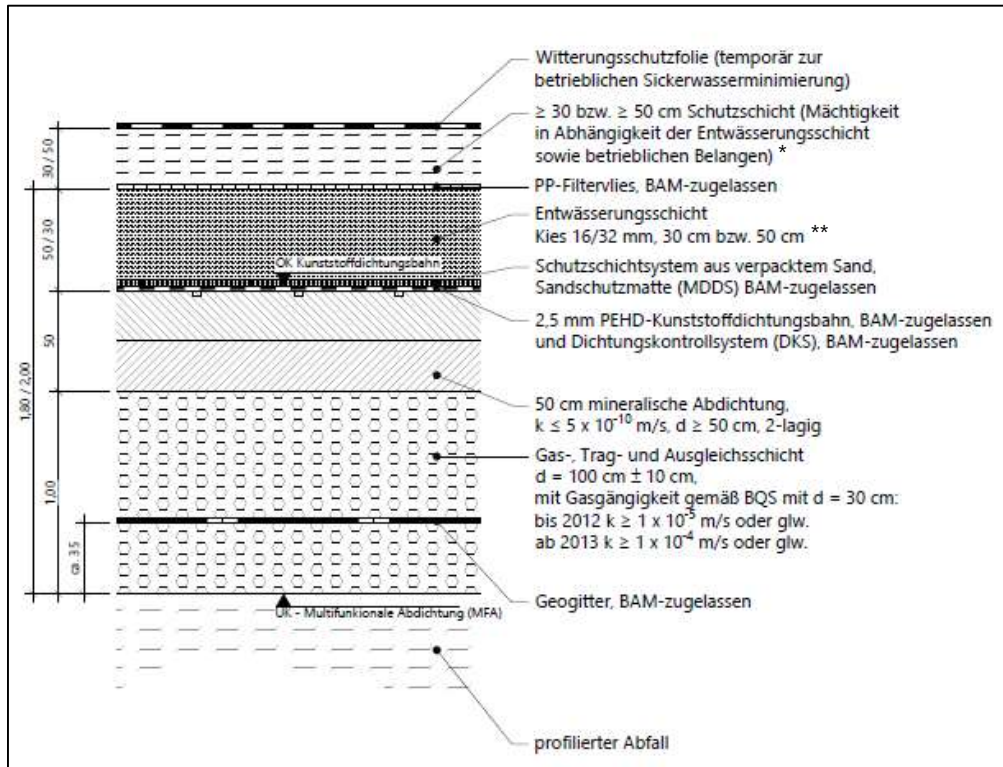 Witterungsschutzfolie (temporär zur
betrieblichen Sickerwasserminimierung)
≥ 30 bzw. ≥ 50 cm Schutzschicht (Mächtigkeit
in Abhängigkeit der Entwässerungsschicht
sowie betrieblichen Belangen) *
PP-Filtervlies, BAM-zugelassen
Entwässerungsschicht
Kies 16/32 mm, 30 cm bzw. 50 cm **
Schutzschichtsystem aus verpacktem Sand,
Sandschutzmatte (MDDS) BAM-zugelassen
2,5 mm PEHD-Kunststoffdichtungsbahn, BAM-zugelassen
und Dichtungskontrollsystem (DKS), BAM-zugelassen
50 cm mineralische Abdichtung,
k ≤ 5 x 10⁻¹⁰ m/s, d ≥ 50 cm, 2-lagig
Gas-, Trag- und Ausgleichsschicht
d = 100 cm ± 10 cm,
mit Gasgängigkeit gemäß BQS mit d = 30 cm:
bis 2012 k ≥ 1 x 10⁻⁵ m/s oder glw.
ab 2013 k ≥ 1 x 10⁻⁴ m/s oder glw.
Geogitter, BAM-zugelassen
profilierter Abfall
30 / 50
50 / 30
OK Kunststoffdichtungsbahn
50
1,80 / 2,00
1,00
ca. 35
UK - Multifunkionale Abdichtung (MFA)